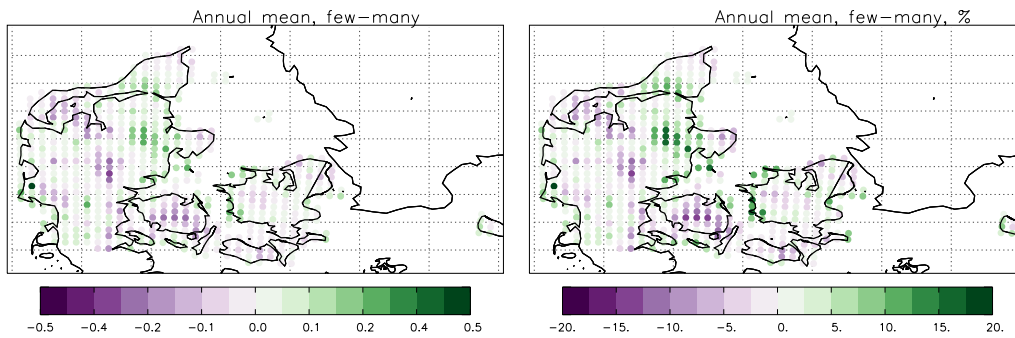 Annual mean, few-many
Annual mean, few-many, %
-0.5 -0.4 -0.2 -0.1 0.0 0.1 0.2 0.4 0.5
-20. -15. -10. -5. 0. 5. 10. 15. 20.